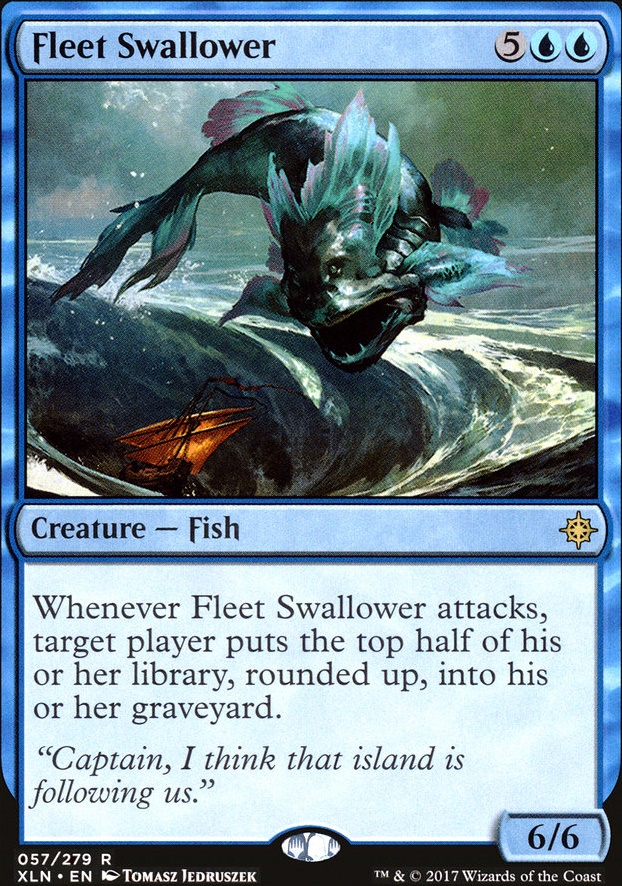 Fleet Swallower 5
Creature — Fish
Whenever Fleet Swallower attacks,
target player puts the top half of his
or her library, rounded up, into his
or her graveyard.
“Captain, I think that island is
following us.”
6/6
057/279 R
XLN • EN Tomasz Jedruszek
™ & © 2017 Wizards of the Coast